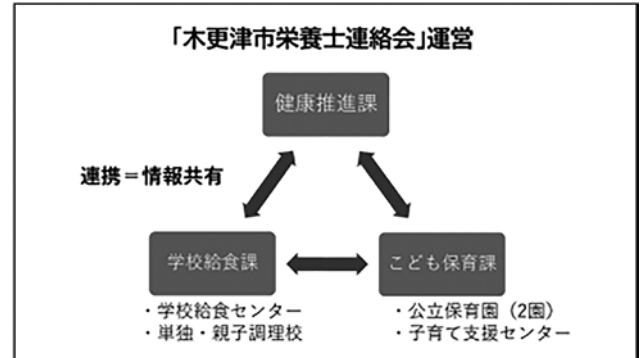 「木更津市栄養士連絡会」運営
健康推進課
連携＝情報共有
学校給食課
こども保育課
・学校給食センター
・単独・親子調理校
・公立保育園（2園）
・子育て支援センター